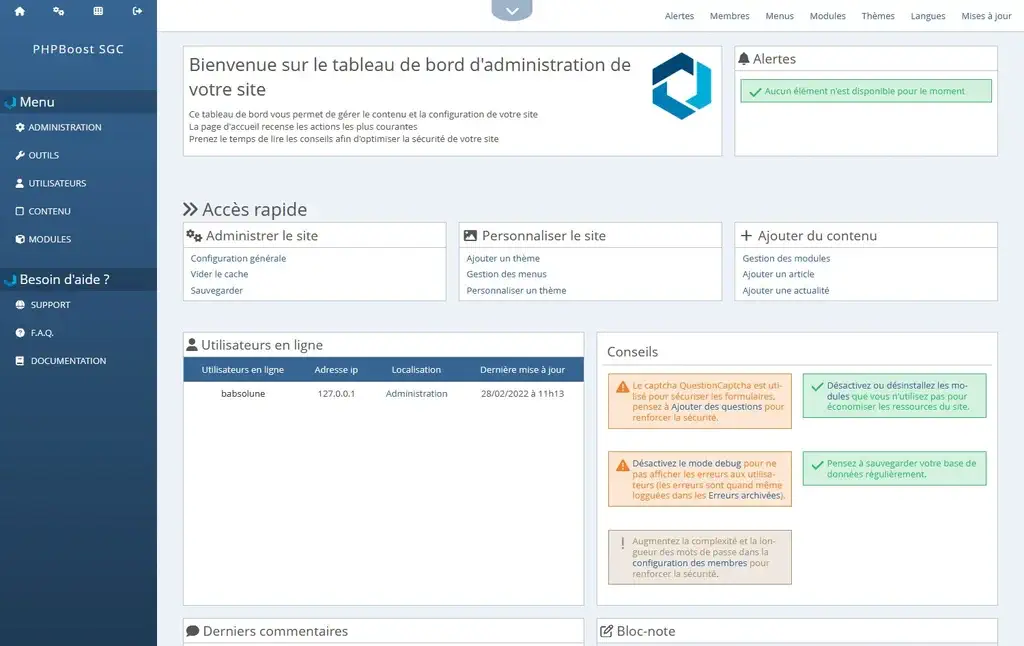 PHPBoost SGC
Menu
ADMINISTRATION
OUTILS
UTILISATEURS
CONTENU
MODULES
Besoin d'aide ?
SUPPORT
F.A.Q.
DOCUMENTATION
Alertes Membres Menus Modules Thèmes Langues Mises à jour
Bienvenue sur le tableau de bord d'administration de
votre site
Ce tableau de bord vous permet de gérer le contenu et la configuration de votre site
La page d'accueil recense les actions les plus courantes
Prenez le temps de lire les conseils afin d'optimiser la sécurité de votre site
Alertes
Aucun élément n'est disponible pour le moment
Accès rapide
Administrer le site
Configuration générale
Vider le cache
Sauvegarder
Personnaliser le site
Ajouter un thème
Gestion des menus
Personnaliser un thème
Ajouter du contenu
Gestion des modules
Ajouter un article
Ajouter une actualité
Utilisateurs en ligne
Utilisateurs en ligne Adresse ip Localisation Dernière mise à jour
babsolune 127.0.0.1 Administration 28/02/2022 à 11h13
Conseils
Le captcha QuestionCaptcha est uti-
lisé pour sécuriser les formulaires,
pensez à Ajouter des questions pour
renforcer la sécurité.
Désactivez ou désinstallez les mo-
dules que vous n'utilisez pas pour
économiser les ressources du site.
Désactivez le mode debug pour ne
pas afficher les erreurs aux utilisa-
teurs (les erreurs sont quand même
logguées dans les Erreurs archivées).
Pensez à sauvegarder votre base de
données régulièrement.
Augmentez la complexité et la lon-
gueur des mots de passe dans la
configuration des membres pour
renforcer la sécurité.
Derniers commentaires
Bloc-note